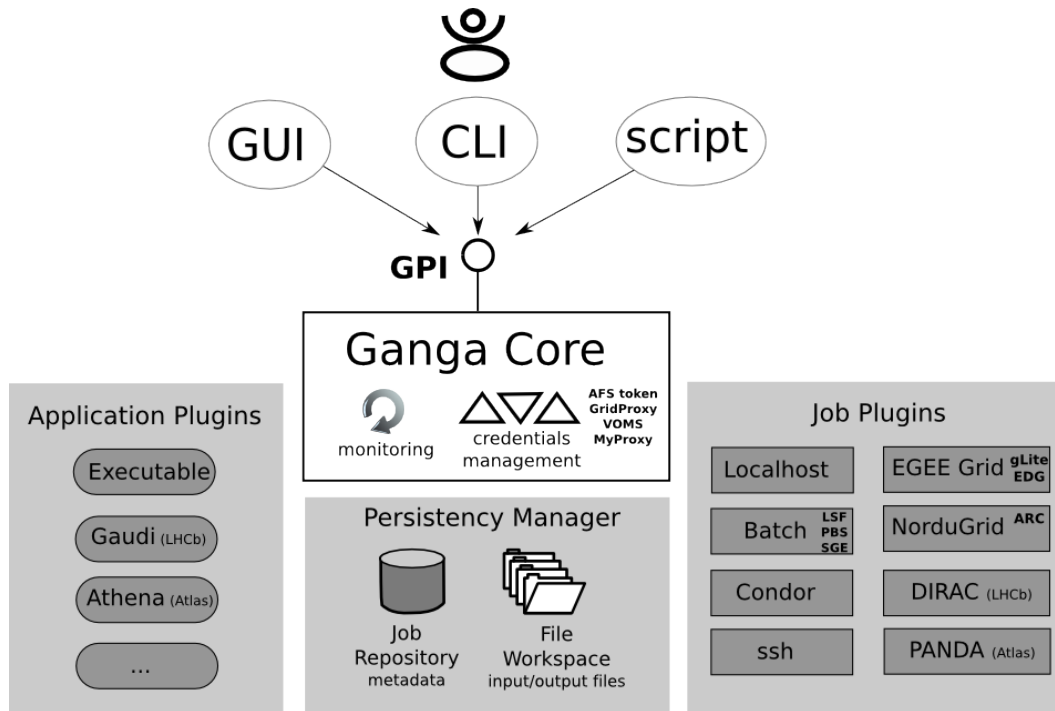 GUI
CLI
script
GPI
Ganga Core
monitoring
credentials
management
AFS token
GridProxy
VOMS
MyProxy
Application Plugins
Executable
Gaudi (LHCb)
Athena (Atlas)
...
Persistency Manager
Job
Repository
metadata
File
Workspace
input/output files
Job Plugins
Localhost
EGEE Grid gLite
EDG
Batch LSF
PBS
SGE
NorduGrid ARC
Condor
DIRAC (LHCb)
ssh
PANDA (Atlas)